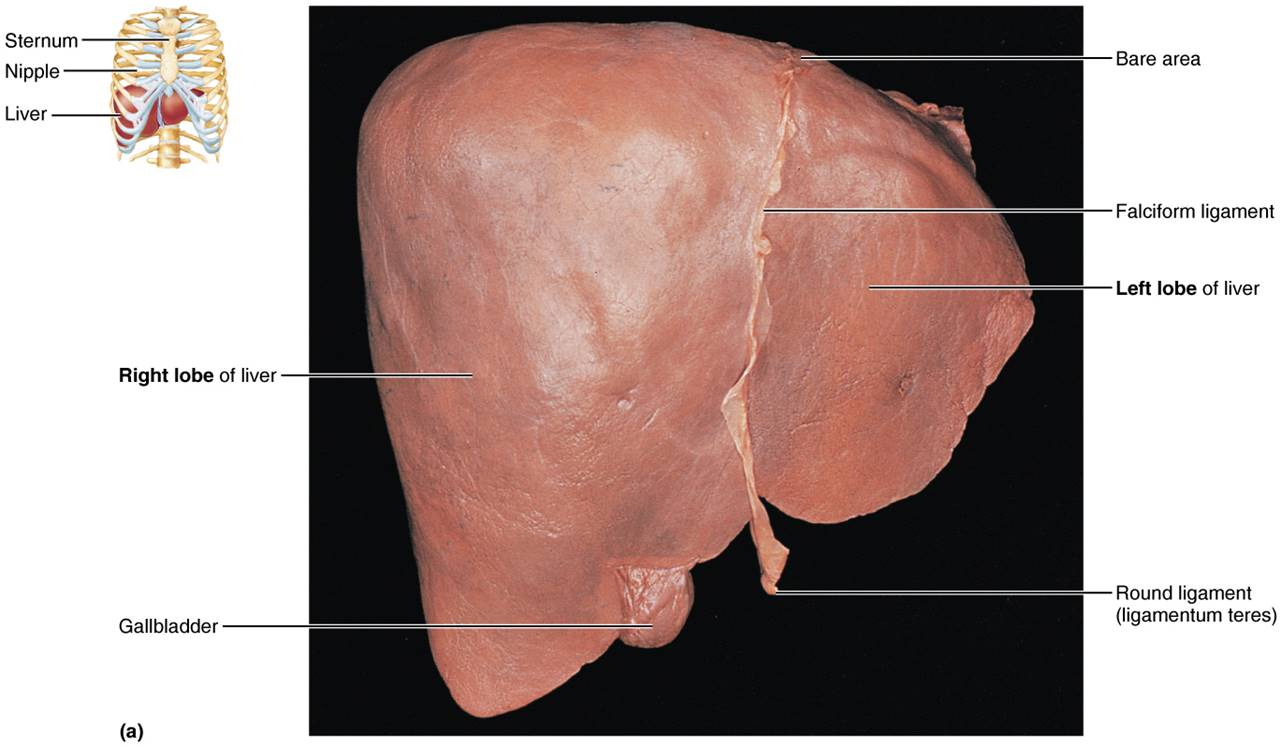 Sternum
Nipple
Liver
Bare area
Falciform ligament
Left lobe of liver
Right lobe of liver
Gallbladder
Round ligament
(ligamentum teres)
(a)